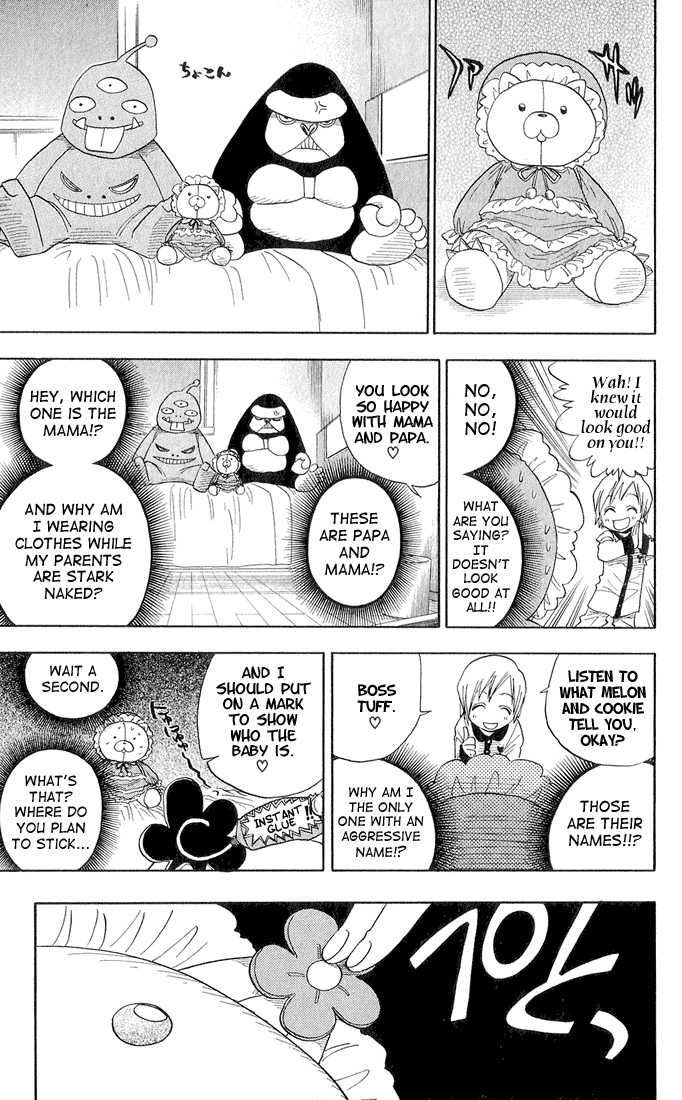 ファ
サッ
ちょこん
Wah! I
knew it
would
look good
on you!!
NO,
NO,
NO!
WHAT
ARE YOU
SAYING?
IT
DOESN'T
LOOK
GOOD AT
ALL!!
YOU LOOK
SO HAPPY
WITH MAMA
AND PAPA.
♡
THESE
ARE PAPA
AND
MAMA!?
HEY, WHICH
ONE IS THE
MAMA!?
AND WHY AM
I WEARING
CLOTHES WHILE
MY PARENTS
ARE STARK
NAKED?
LISTEN TO
WHAT MELON
AND COOKIE
TELL YOU,
OKAY?
THOSE
ARE THEIR
NAMES!!?
BOSS
TUFF.
♡
WHY AM I
THE ONLY
ONE WITH AN
AGGRESSIVE
NAME!?
AND I
SHOULD PUT
ON A MARK
TO SHOW
WHO THE
BABY IS.
♡
INSTANT
GLUE!!
WAIT A
SECOND.
WHAT'S
THAT?
WHERE DO
YOU PLAN
TO STICK...